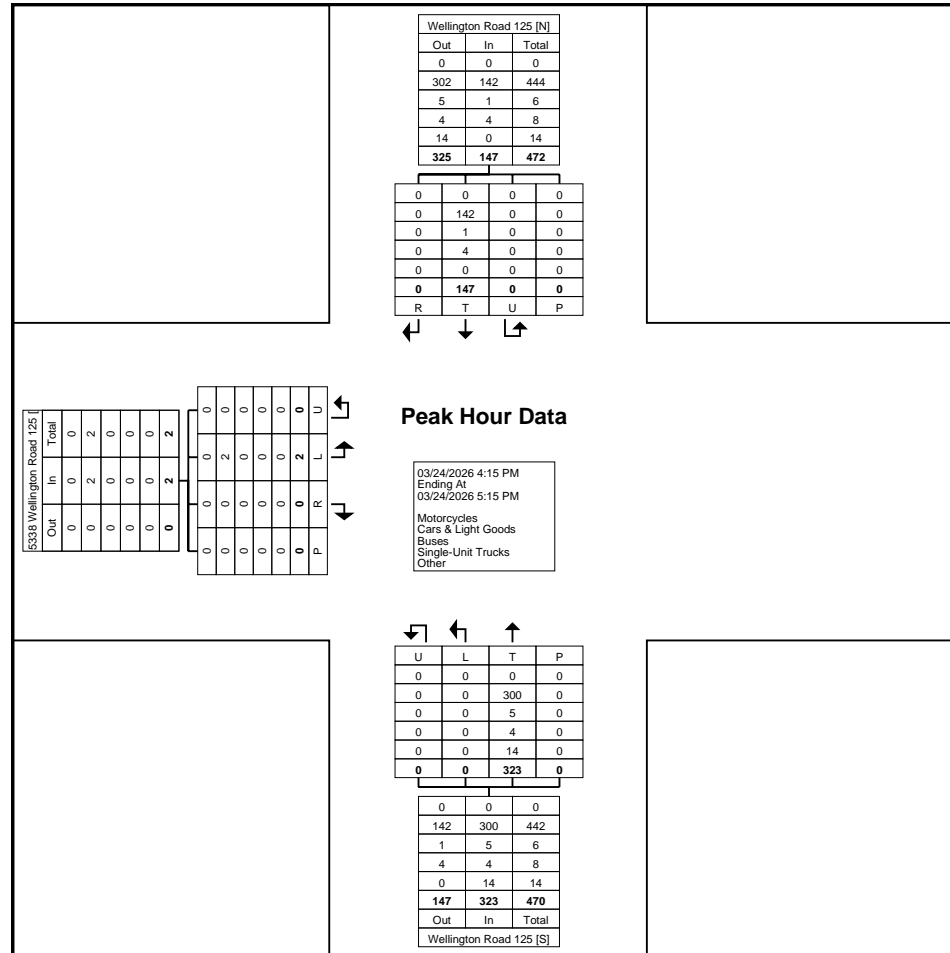 Wellington Road 125 [N]
Out In Total
0 0 0
302 142 444
5 1 6
4 4 8
14 0 14
325 147 472
0 0 0 0
0 142 0 0
0 1 0 0
0 4 0 0
0 0 0 0
0 147 0 0
R T U P
5338 Wellington Road 125 [
Out In Total
0 0 0
0 2 2
0 0 0
0 0 0
0 0 0
0 2 2
0 0 0 0
0 0 2 0
0 0 0 0
0 0 0 0
0 0 0 0
0 0 2 0
P R L U
Peak Hour Data
03/24/2026 4:15 PM
Ending At
03/24/2026 5:15 PM
Motorcycles
Cars & Light Goods
Buses
Single-Unit Trucks
Other
U L T P
0 0 0 0
0 0 300 0
0 0 5 0
0 0 4 0
0 0 14 0
0 0 323 0
0 0 0
142 300 442
1 5 6
4 4 8
0 14 14
147 323 470
Out In Total
Wellington Road 125 [S]